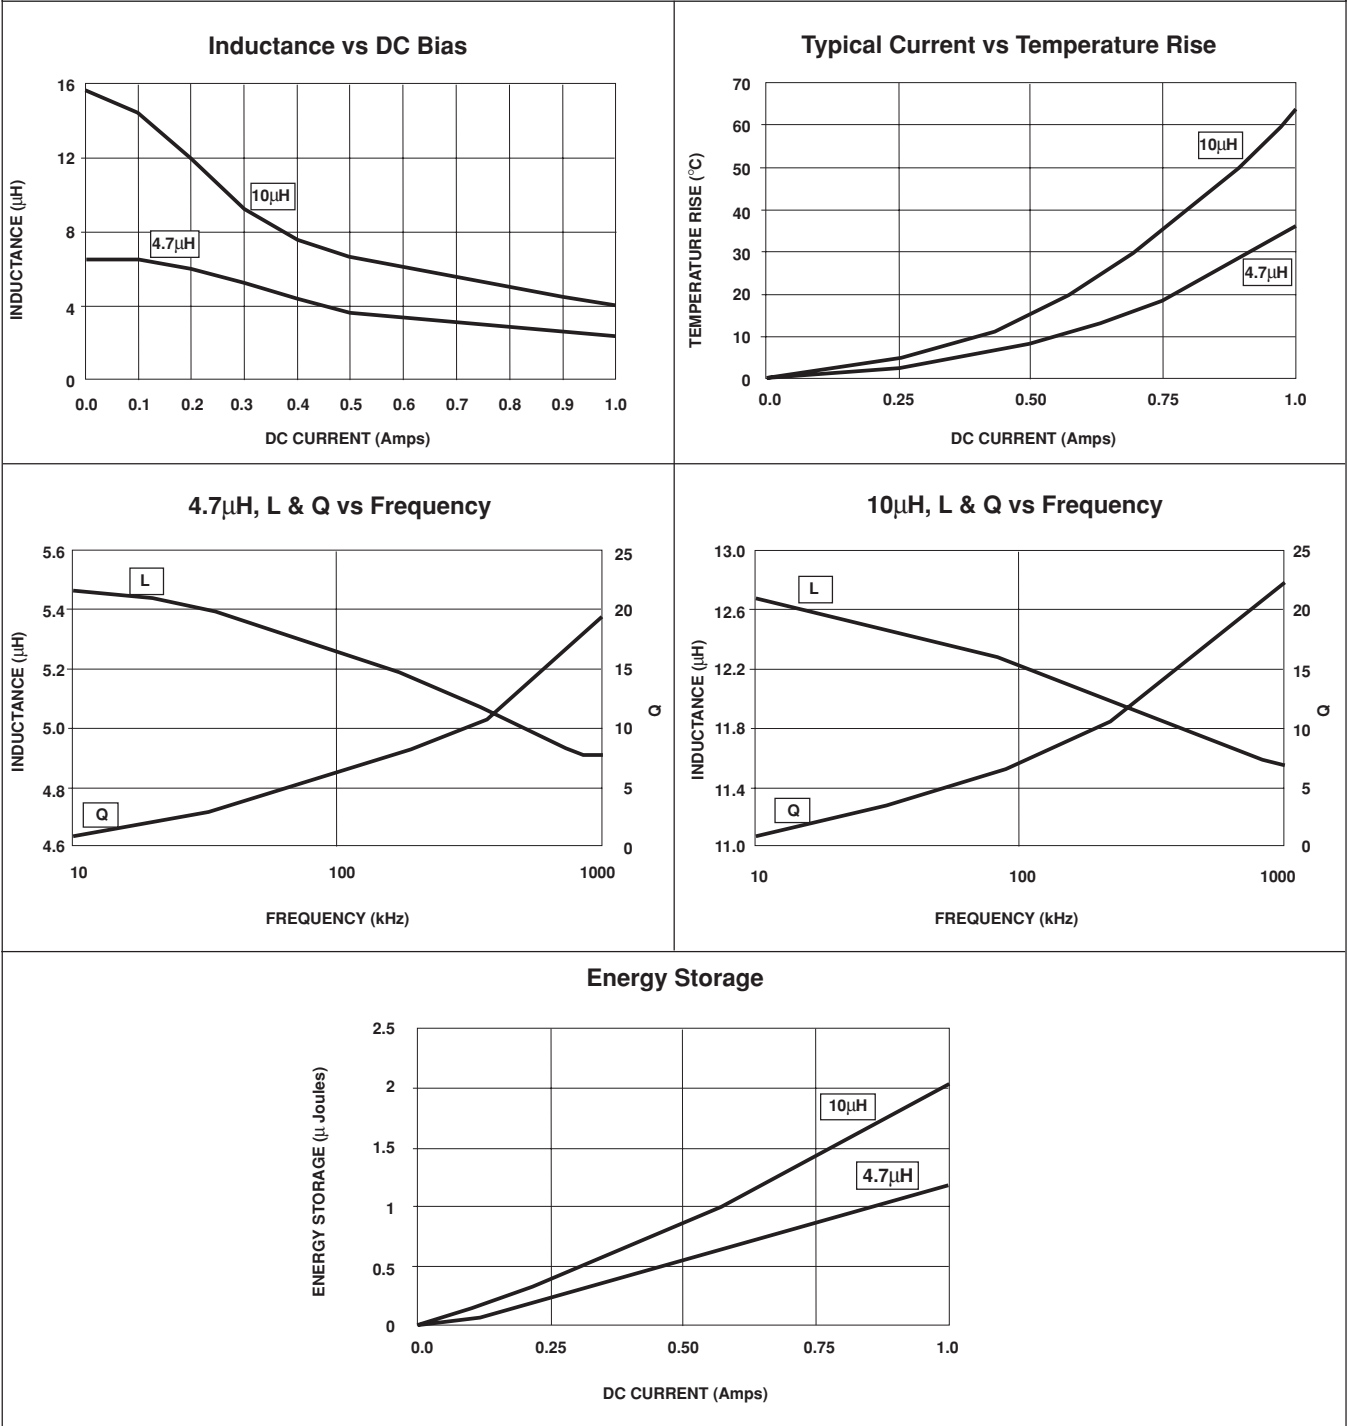 Inductance vs DC Bias
16
12
8
4
0
INDUCTANCE (µH)
10µH
4.7µH
0.0 0.1 0.2 0.3 0.4 0.5 0.6 0.7 0.8 0.9 1.0
DC CURRENT (Amps)
Typical Current vs Temperature Rise
70
60
50
40
30
20
10
0
TEMPERATURE RISE (°C)
10µH
4.7µH
0.0 0.25 0.50 0.75 1.0
DC CURRENT (Amps)
4.7µH, L & Q vs Frequency
5.6
5.4
5.2
5.0
4.8
4.6
INDUCTANCE (µH)
L
Q
25
20
15
10
5
0
Q
10 100 1000
FREQUENCY (kHz)
10µH, L & Q vs Frequency
13.0
12.6
12.2
11.8
11.4
11.0
INDUCTANCE (µH)
L
Q
25
20
15
10
5
0
Q
10 100 1000
FREQUENCY (kHz)
Energy Storage
2.5
2
1.5
1
0.5
0
ENERGY STORAGE (µ Joules)
10µH
4.7µH
0.0 0.25 0.50 0.75 1.0
DC CURRENT (Amps)